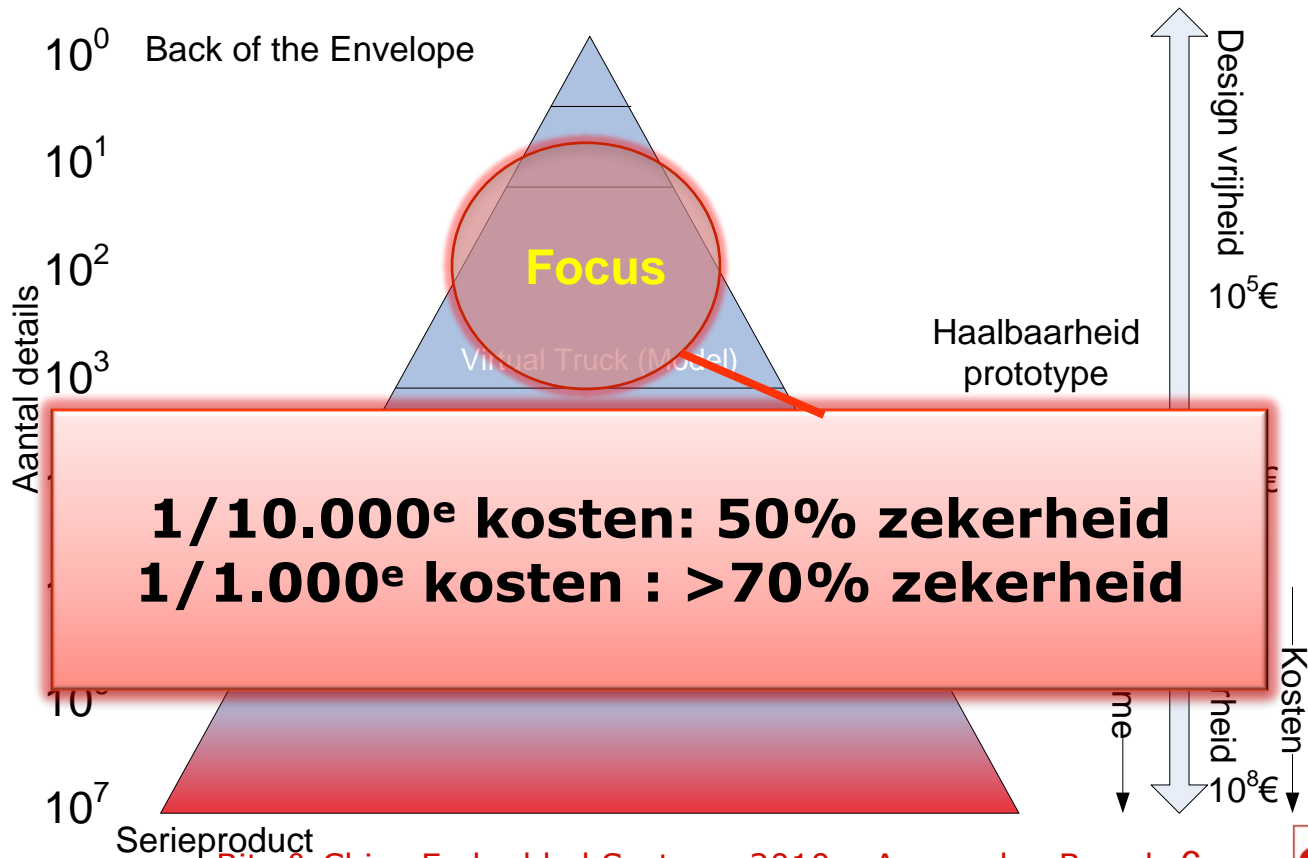 10⁰ Back of the Envelope
10¹
10²
10³
10⁷
Aantal details
Focus
Virtual Truck (Model)
Haalbaarheid
prototype
Design vrijheid
10⁵€
€
1/10.000ᵉ kosten: 50% zekerheid
1/1.000ᵉ kosten : >70% zekerheid
Kosten
10⁸€
Serieproduct